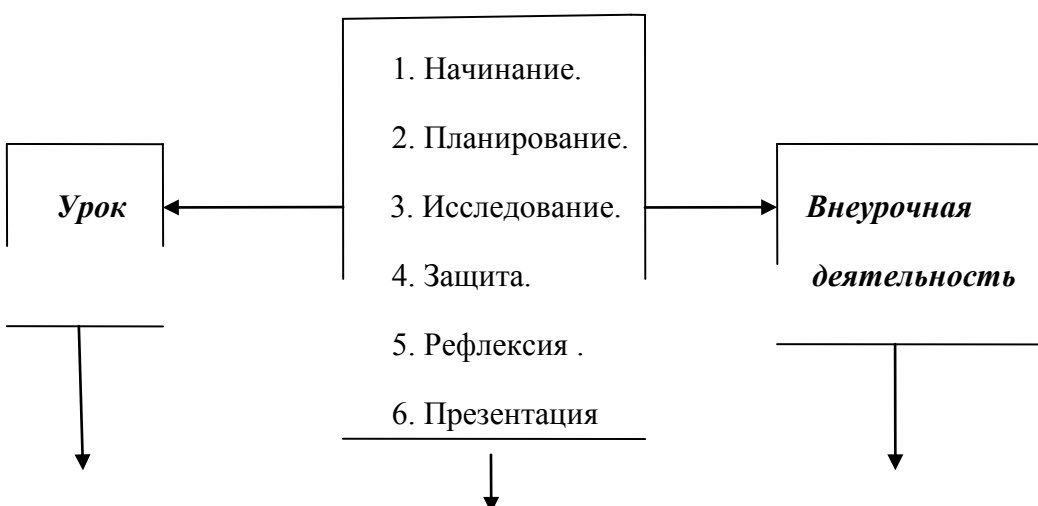 1. Начинание.
2. Планирование.
Урок
3. Исследование.
Внеурочная
4. Защита.
деятельность
5. Рефлексия .
6. Презентация